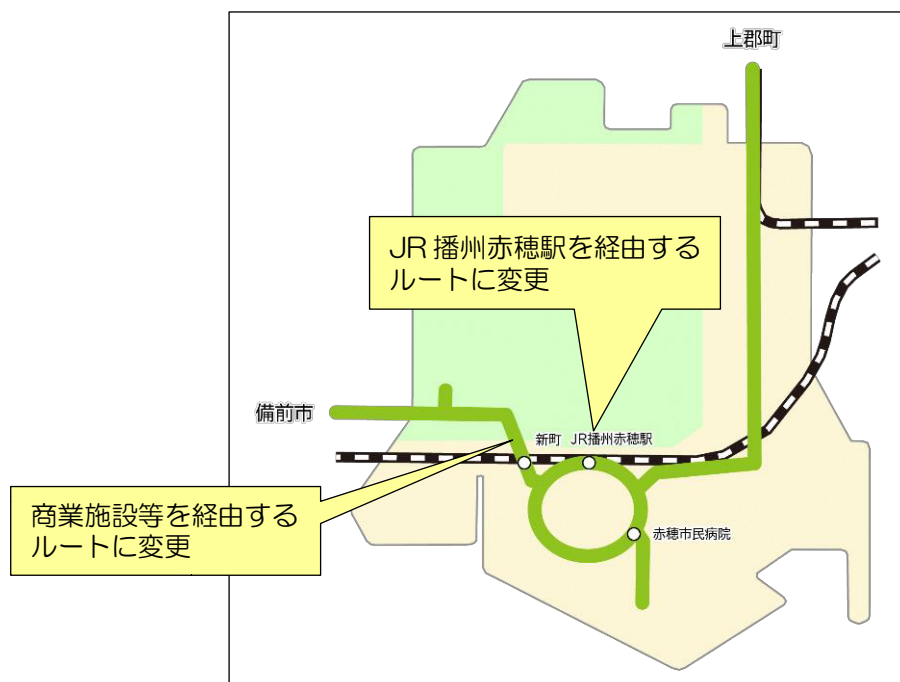 上郡町
JR播州赤穂駅を経由する
ルートに変更
備前市
新町 JR播州赤穂駅
商業施設等を経由する
ルートに変更
赤穂市民病院